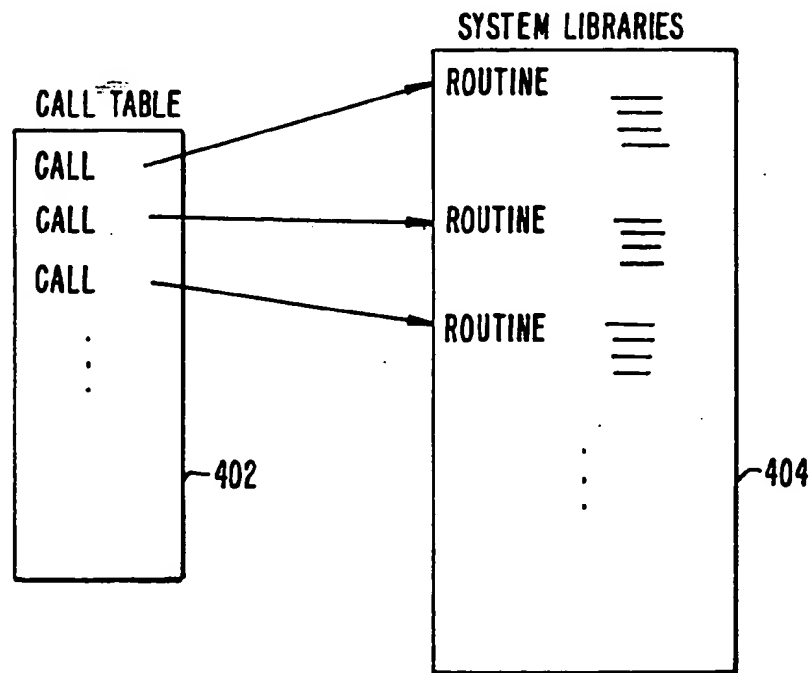 SYSTEM LIBRARIES
CALL TABLE
ROUTINE
CALL
CALL
ROUTINE
CALL
ROUTINE
402
404